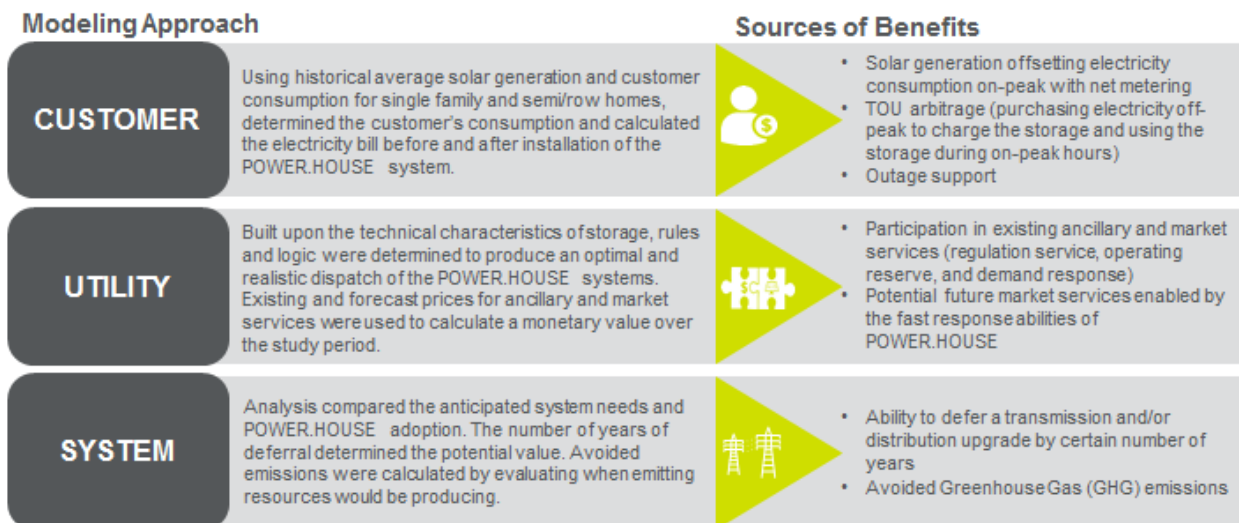 Modeling Approach
Sources of Benefits
CUSTOMER
Using historical average solar generation and customer
consumption for single family and semi/row homes,
determined the customer's consumption and calculated
the electricity bill before and after installation of the
POWER.HOUSE system.
• Solar generation offsetting electricity
consumption on-peak with net metering
• TOU arbitrage (purchasing electricity off-
peak to charge the storage and using the
storage during on-peak hours)
• Outage support
UTILITY
Built upon the technical characteristics of storage, rules
and logic were determined to produce an optimal and
realistic dispatch of the POWER.HOUSE systems.
Existing and forecast prices for ancillary and market
services were used to calculate a monetary value over
the study period.
• Participation in existing ancillary and market
services (regulation service, operating
reserve, and demand response)
• Potential future market services enabled by
the fast response abilities of
POWER.HOUSE
SYSTEM
Analysis compared the anticipated system needs and
POWER.HOUSE adoption. The number of years of
deferral determined the potential value. Avoided
emissions were calculated by evaluating when emitting
resources would be producing.
• Ability to defer a transmission and/or
distribution upgrade by certain number of
years
• Avoided Greenhouse Gas (GHG) emissions